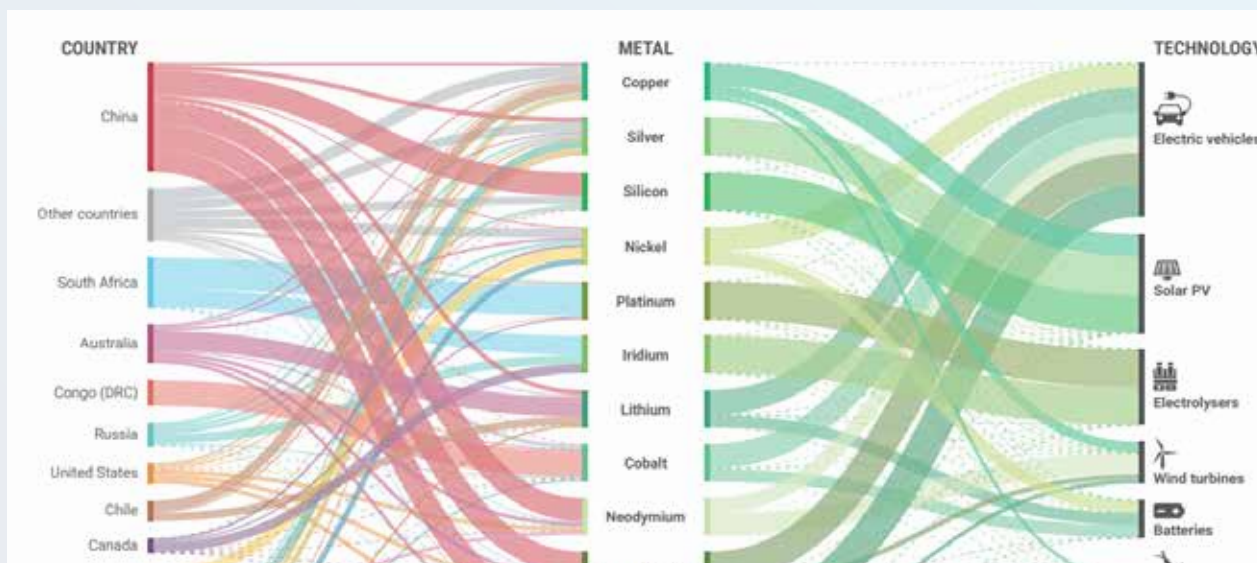 COUNTRY
METAL
TECHNOLOGY
China
Other countries
South Africa
Australia
Congo (DRC)
Russia
United States
Chile
Canada
Copper
Silver
Silicon
Nickel
Platinum
Iridium
Lithium
Cobalt
Neodymium
Electric vehicles
Solar PV
Electrolysers
Wind turbines
Batteries